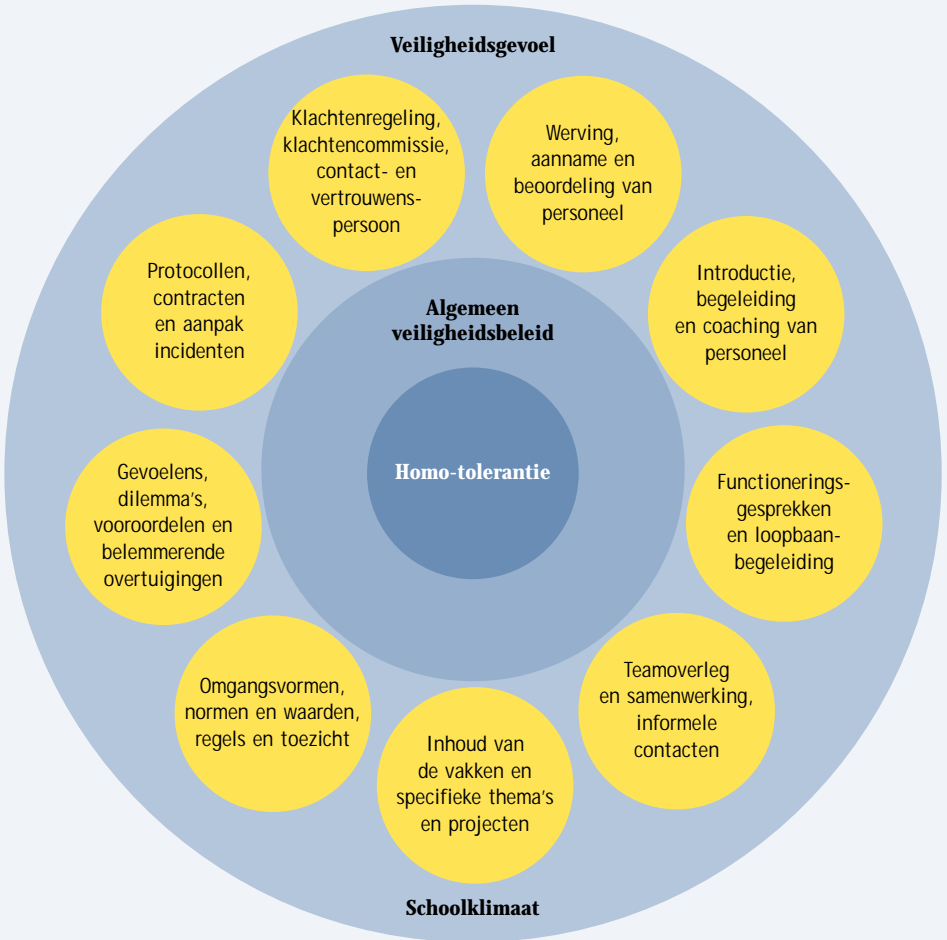 Veiligheidsgevoel
Klachtenregeling,
klachtencommissie,
contact- en
vertrouwens-
persoon
Werving,
aanname en
beoordeling van
personeel
Protocollen,
contracten
en aanpak
incidenten
Introductie,
begeleiding
en coaching van
personeel
Algemeen
veiligheidsbeleid
Homo-tolerantie
Gevoelens,
dilemma's,
vooroordelen en
belemmerende
overtuigingen
Functionerings-
gesprekken
en loopbaan-
begeleiding
Omgangsvormen,
normen en waarden,
regels en toezicht
Teamoverleg
en samenwerking,
informele
contacten
Inhoud van
de vakken en
specifieke thema's
en projecten
Schoolklimaat